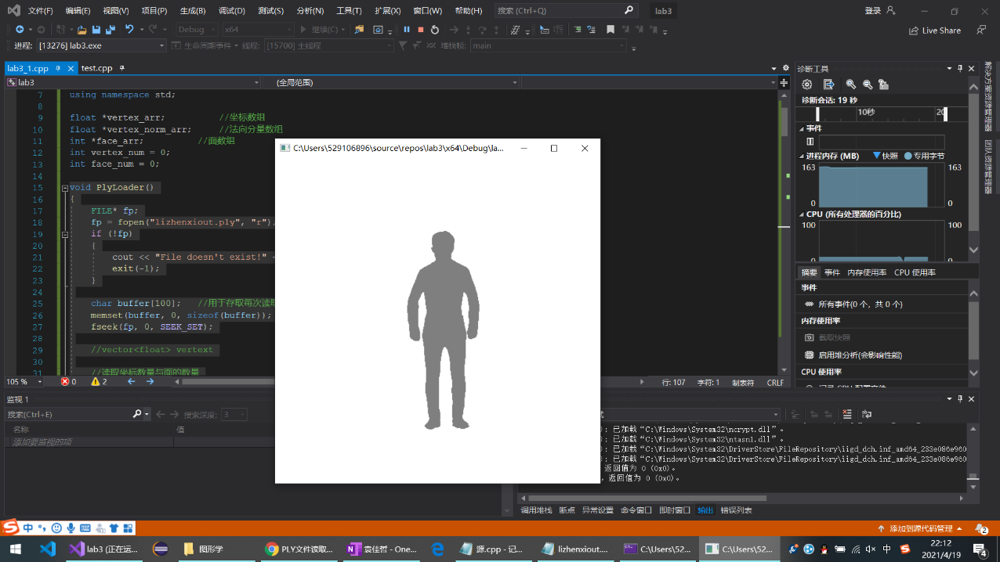 文件(F) 编辑(E) 视图(V) 项目(P) 生成(B) 调试(D) 测试(S) 分析(N) 工具(T) 扩展(X) 窗口(W) 帮助(H) 搜索 (Ctrl+Q) lab3 登录
Debug x64 继续(C) Live Share
进程: [13276] lab3.exe 生命周期事件 线程: [15700] 主线程 堆栈帧: main
lab3_1.cpp test.cpp
lab3 (全局范围)
7 using namespace std;
8
9 float *vertex_arr; //坐标数组
10 float *vertex_norm_arr; //法向分量数组
11 int *face_arr; //面数组
12 int vertex_num = 0;
13 int face_num = 0;
14
15 void PlyLoader()
16 {
17 FILE* fp;
18 fp = fopen("lizhenxiout.ply", "r");
19 if (!fp)
20 {
21 cout << "File doesn't exist!"
22 exit(-1);
23 }
24
25 char buffer[100]; //用于存取每次读取
26 memset(buffer, 0, sizeof(buffer));
27 fseek(fp, 0, SEEK_SET);
28
29 //vector<float> vertext
30
31 //读取坐标数量与面的数量
105 % 0 2 行: 107 字符: 1 制表符 CRLF
C:\Users\529106896\source\repos\lab3\x64\Debug\la...
诊断工具
诊断会话: 19 秒
10秒 20
事件
进程内存 (MB) 快照 专用字节
163 163
0 0
CPU (所有处理器的百分比)
100 100
0 0
摘要 事件 内存使用率 CPU 使用率
事件
所有事件(0 个，共 0 个)
内存使用率
截取快照
启用堆分析(会影响性能)
CPU 使用率
记录 CPU 配置文件
解决方案资源管理器
团队资源管理器
监视 1
搜索(Ctrl+E) 搜索深度: 3
名称 值
添加要监视的项
: 已加载“C:\Windows\System32\ncrypt.dll”。
: 已加载“C:\Windows\System32\ntasn1.dll”。
: 已加载“C:\Windows\System32\DriverStore\FileRepository\iigd_dch.inf_amd64_233e086e960
: 已加载“C:\Windows\System32\DriverStore\FileRepository\iigd_dch.inf_amd64_233e086e960
返回值为 0 (0x0)。
返回值为 0 (0x0)。
调用堆栈 断点 异常设置 命令窗口 即时窗口 输出 错误列表
中 添加到源代码管理 2
lab3 (正在运... 图形学 PLY文件读取... 袁佳哲 - One... 源.cpp - 记... lizhenxiout.... C:\Users\52... C:\Users\52... 中 22:12
2021/4/19 4